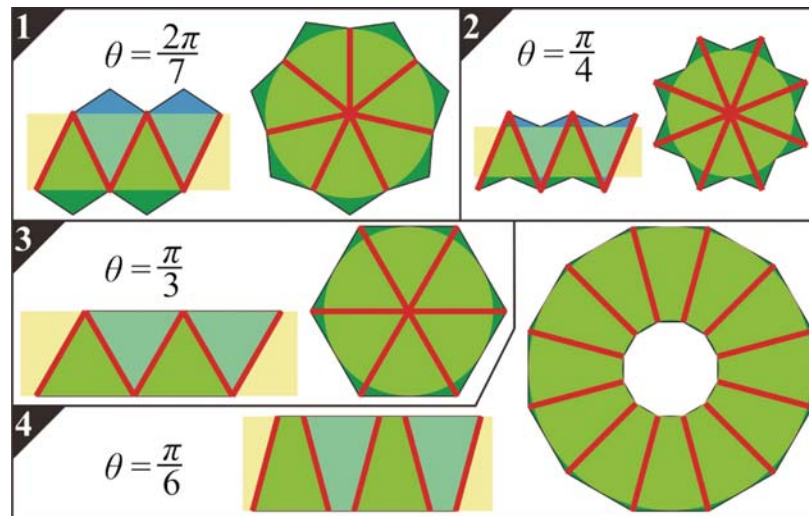 1
θ = 2π/7
2
θ = π/4
3
θ = π/3
4
θ = π/6